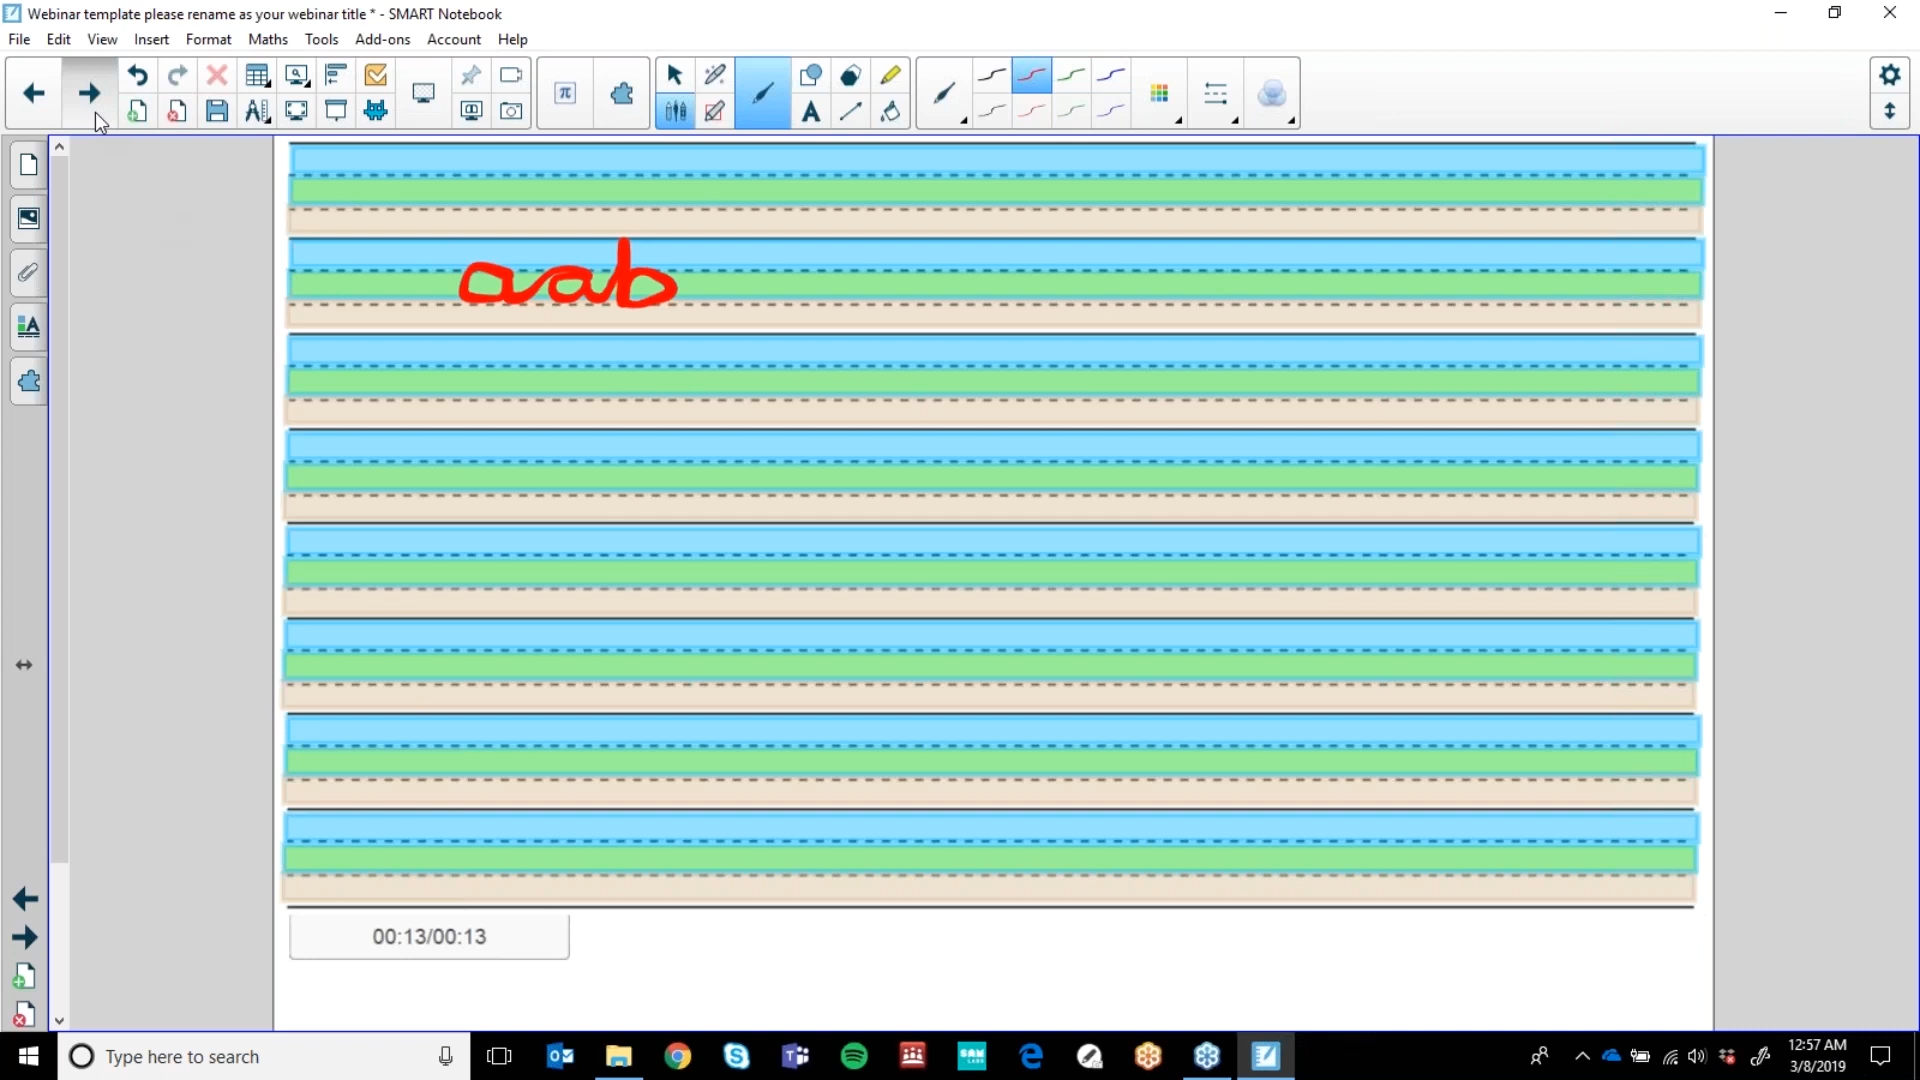 Webinar template please rename as your webinar title * - SMART Notebook
File Edit View Insert Format Maths Tools Add-ons Account Help
aab
00:13/00:13
Type here to search
12:57 AM
3/8/2019